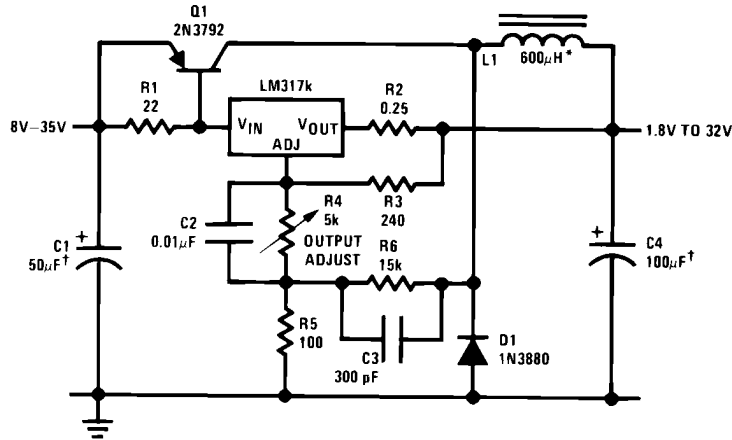 Q1
2N3792
L1
600µH*
R1
22
LM317k
R2
0.25
8V–35V
VIN
VOUT
ADJ
1.8V TO 32V
R3
240
C2
0.01µF
R4
5k
OUTPUT
ADJUST
R6
15k
+
C1
50µF†
+
C4
100µF†
R5
100
C3
300 pF
D1
1N3880